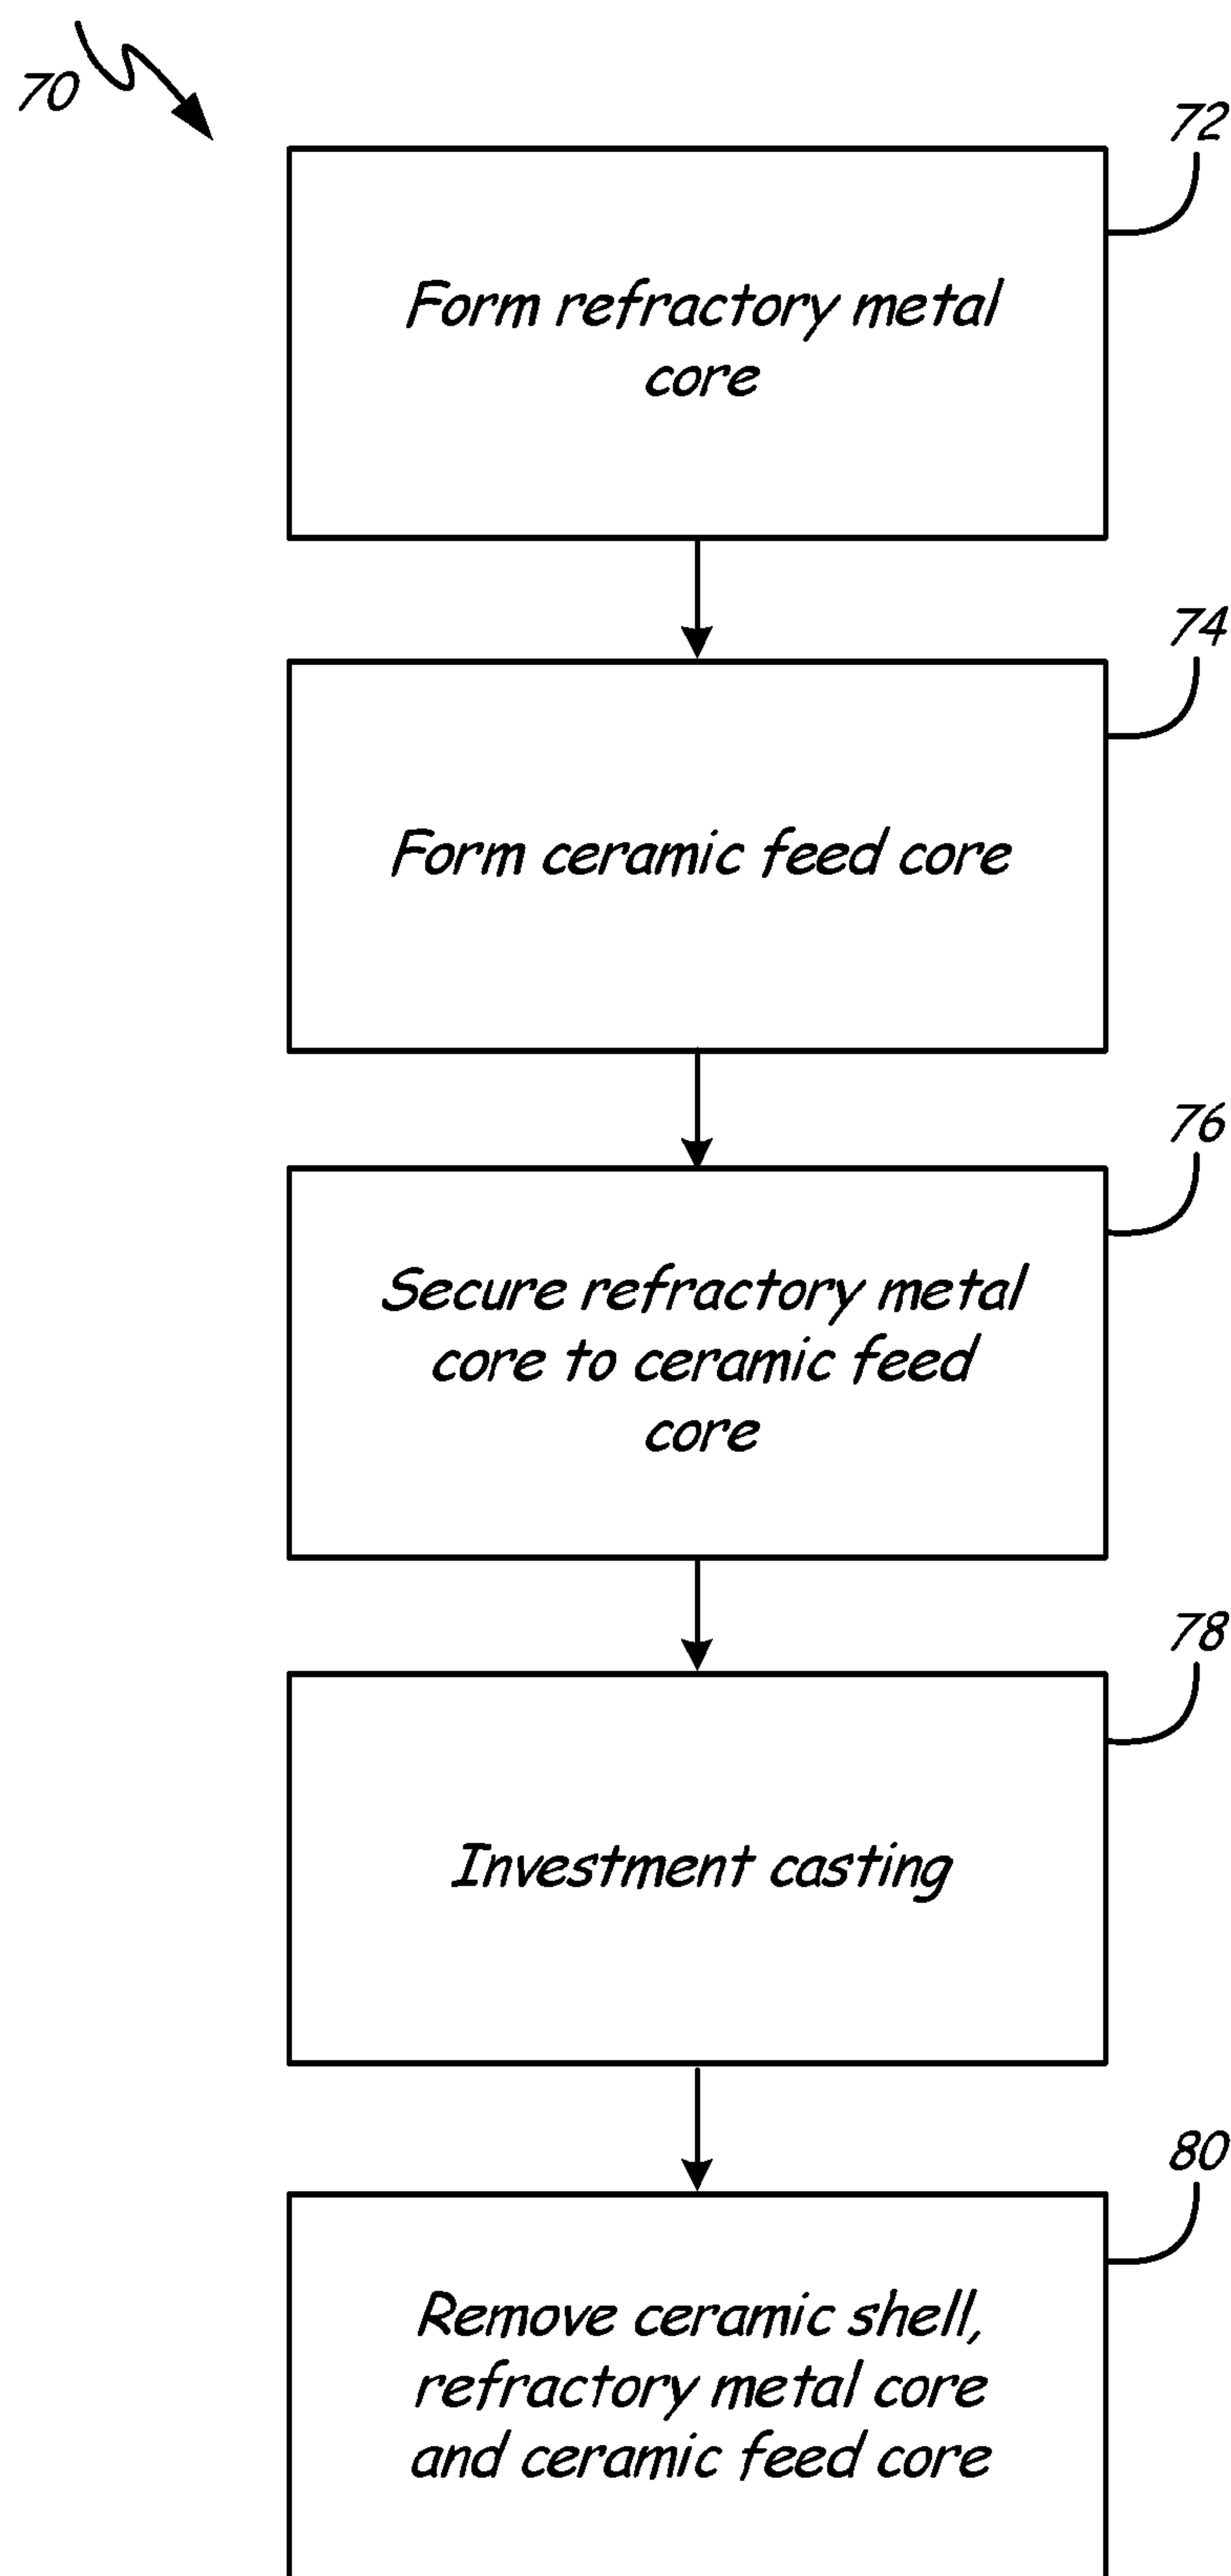 70
72
Form refractory metal
core
74
Form ceramic feed core
76
Secure refractory metal
core to ceramic feed
core
78
Investment casting
80
Remove ceramic shell,
refractory metal core
and ceramic feed core